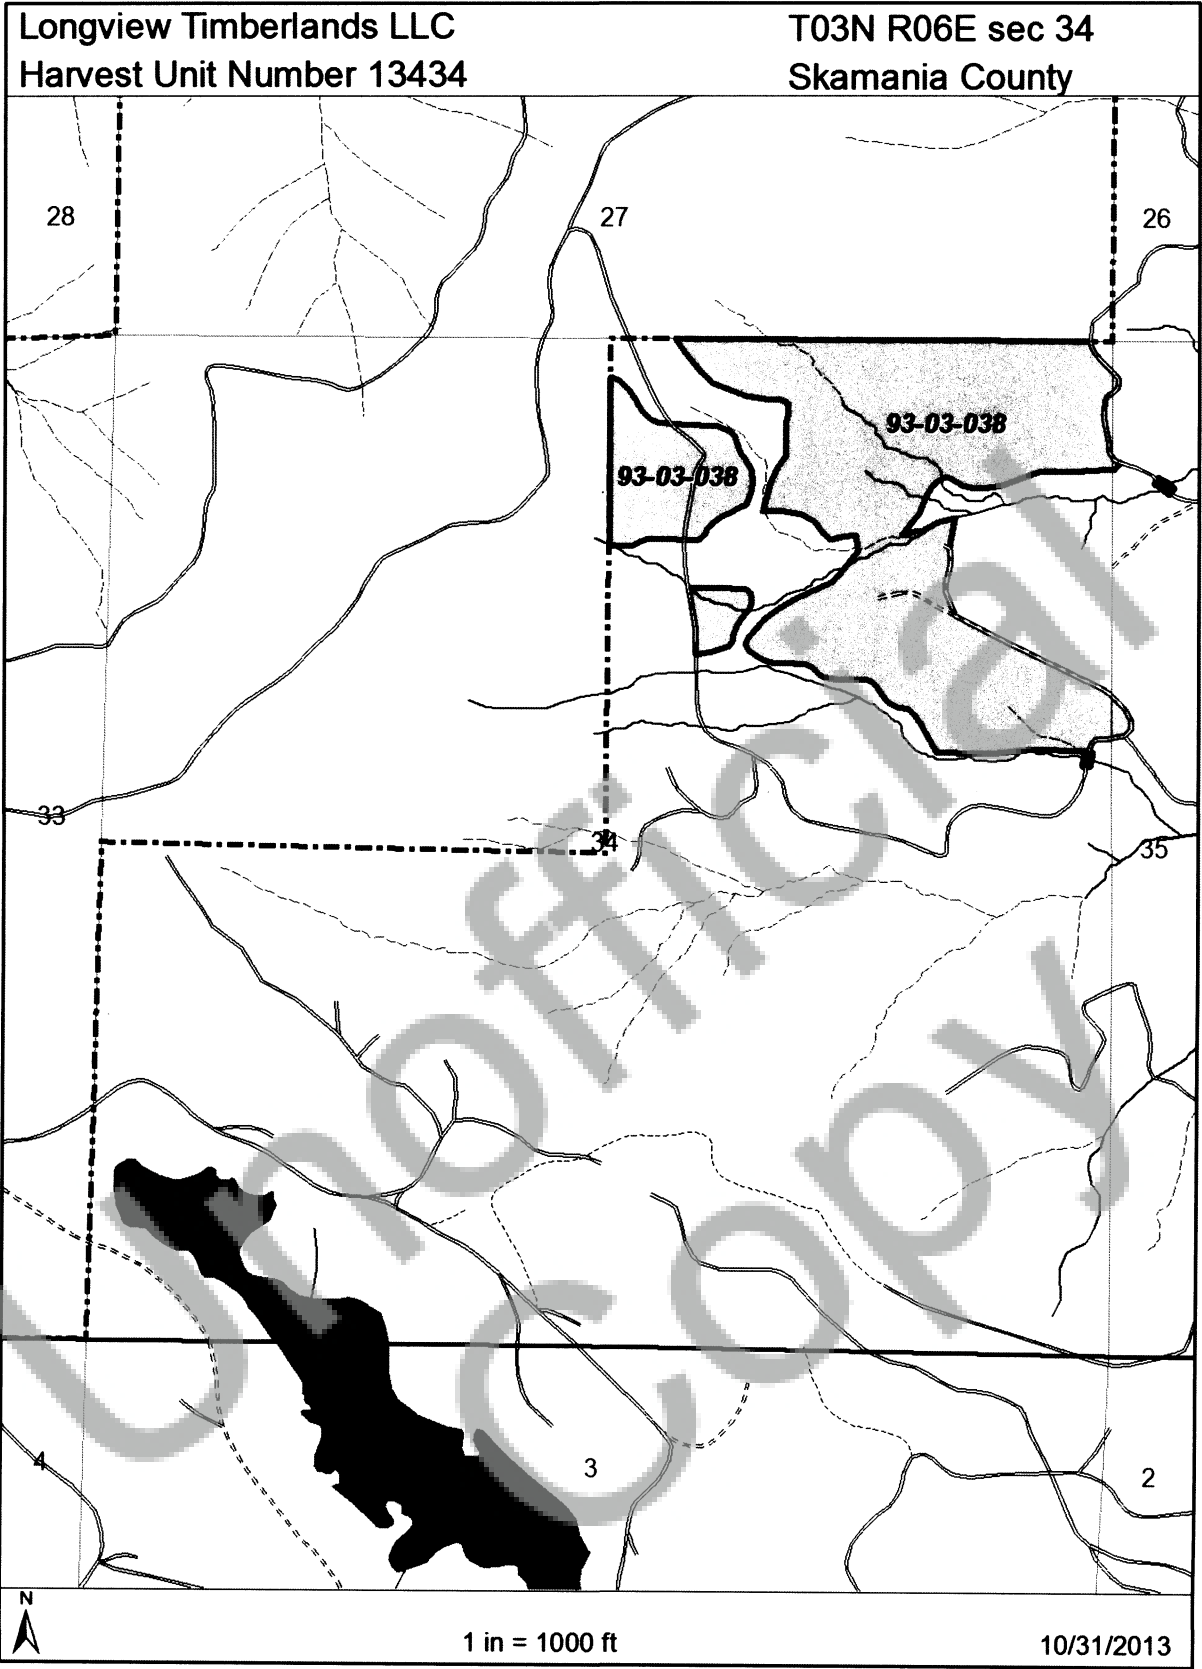 Longview Timberlands LLC
Harvest Unit Number 13434
T03N R06E sec 34
Skamania County
28
27
26
93-03-038
93-03-038
33
34
35
4
3
2
Unofficial
Copy
N
1 in = 1000 ft
10/31/2013